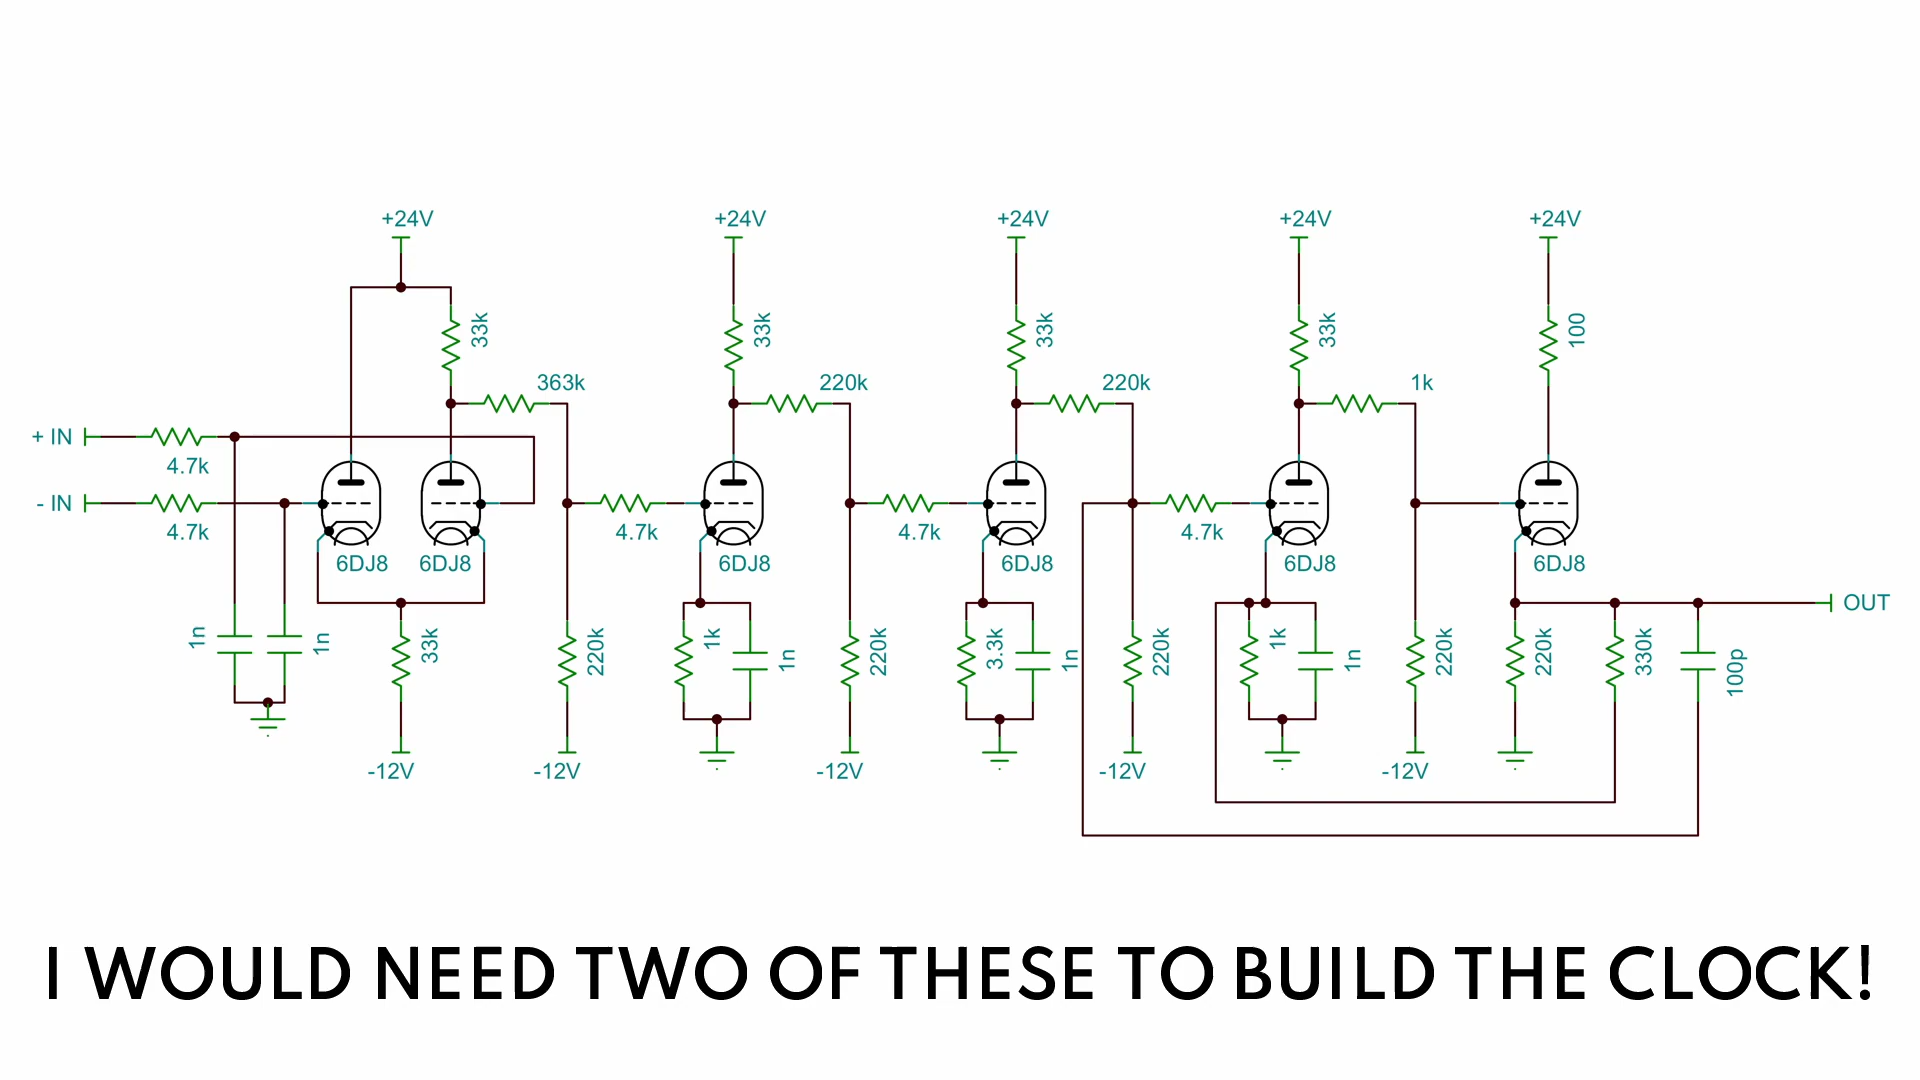 +24V +24V +24V +24V +24V
33k 33k 33k 33k 100
363k 220k 220k 1k
+ IN
4.7k
- IN
4.7k 4.7k 4.7k 4.7k
6DJ8 6DJ8 6DJ8 6DJ8 6DJ8 6DJ8
OUT
1n 1n 33k 220k 1k 1n 220k 3.3k 1n 220k 1k 1n 220k 220k 330k 100p
-12V -12V -12V -12V -12V
I WOULD NEED TWO OF THESE TO BUILD THE CLOCK!